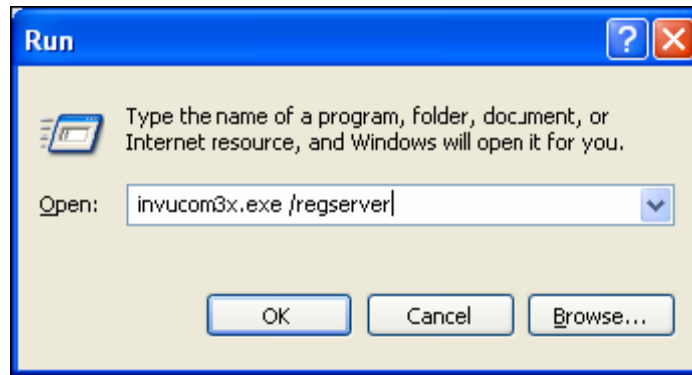 Run
Type the name of a program, folder, document, or
Internet resource, and Windows will open it for you.
Open: invucom3x.exe /regserver
OK Cancel Browse...